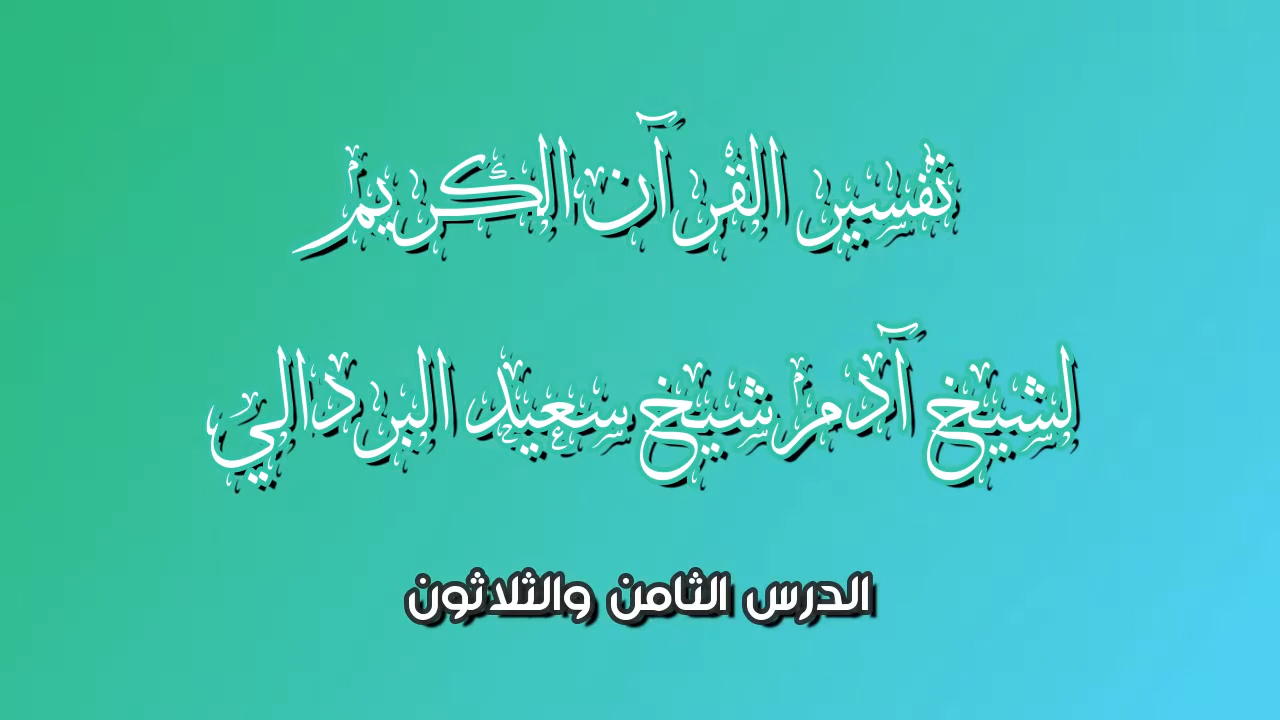 تفسير القرآن الكريم
لشيخ آدم شيخ سعيد البردالي
الدرس الثامن والثلاثون